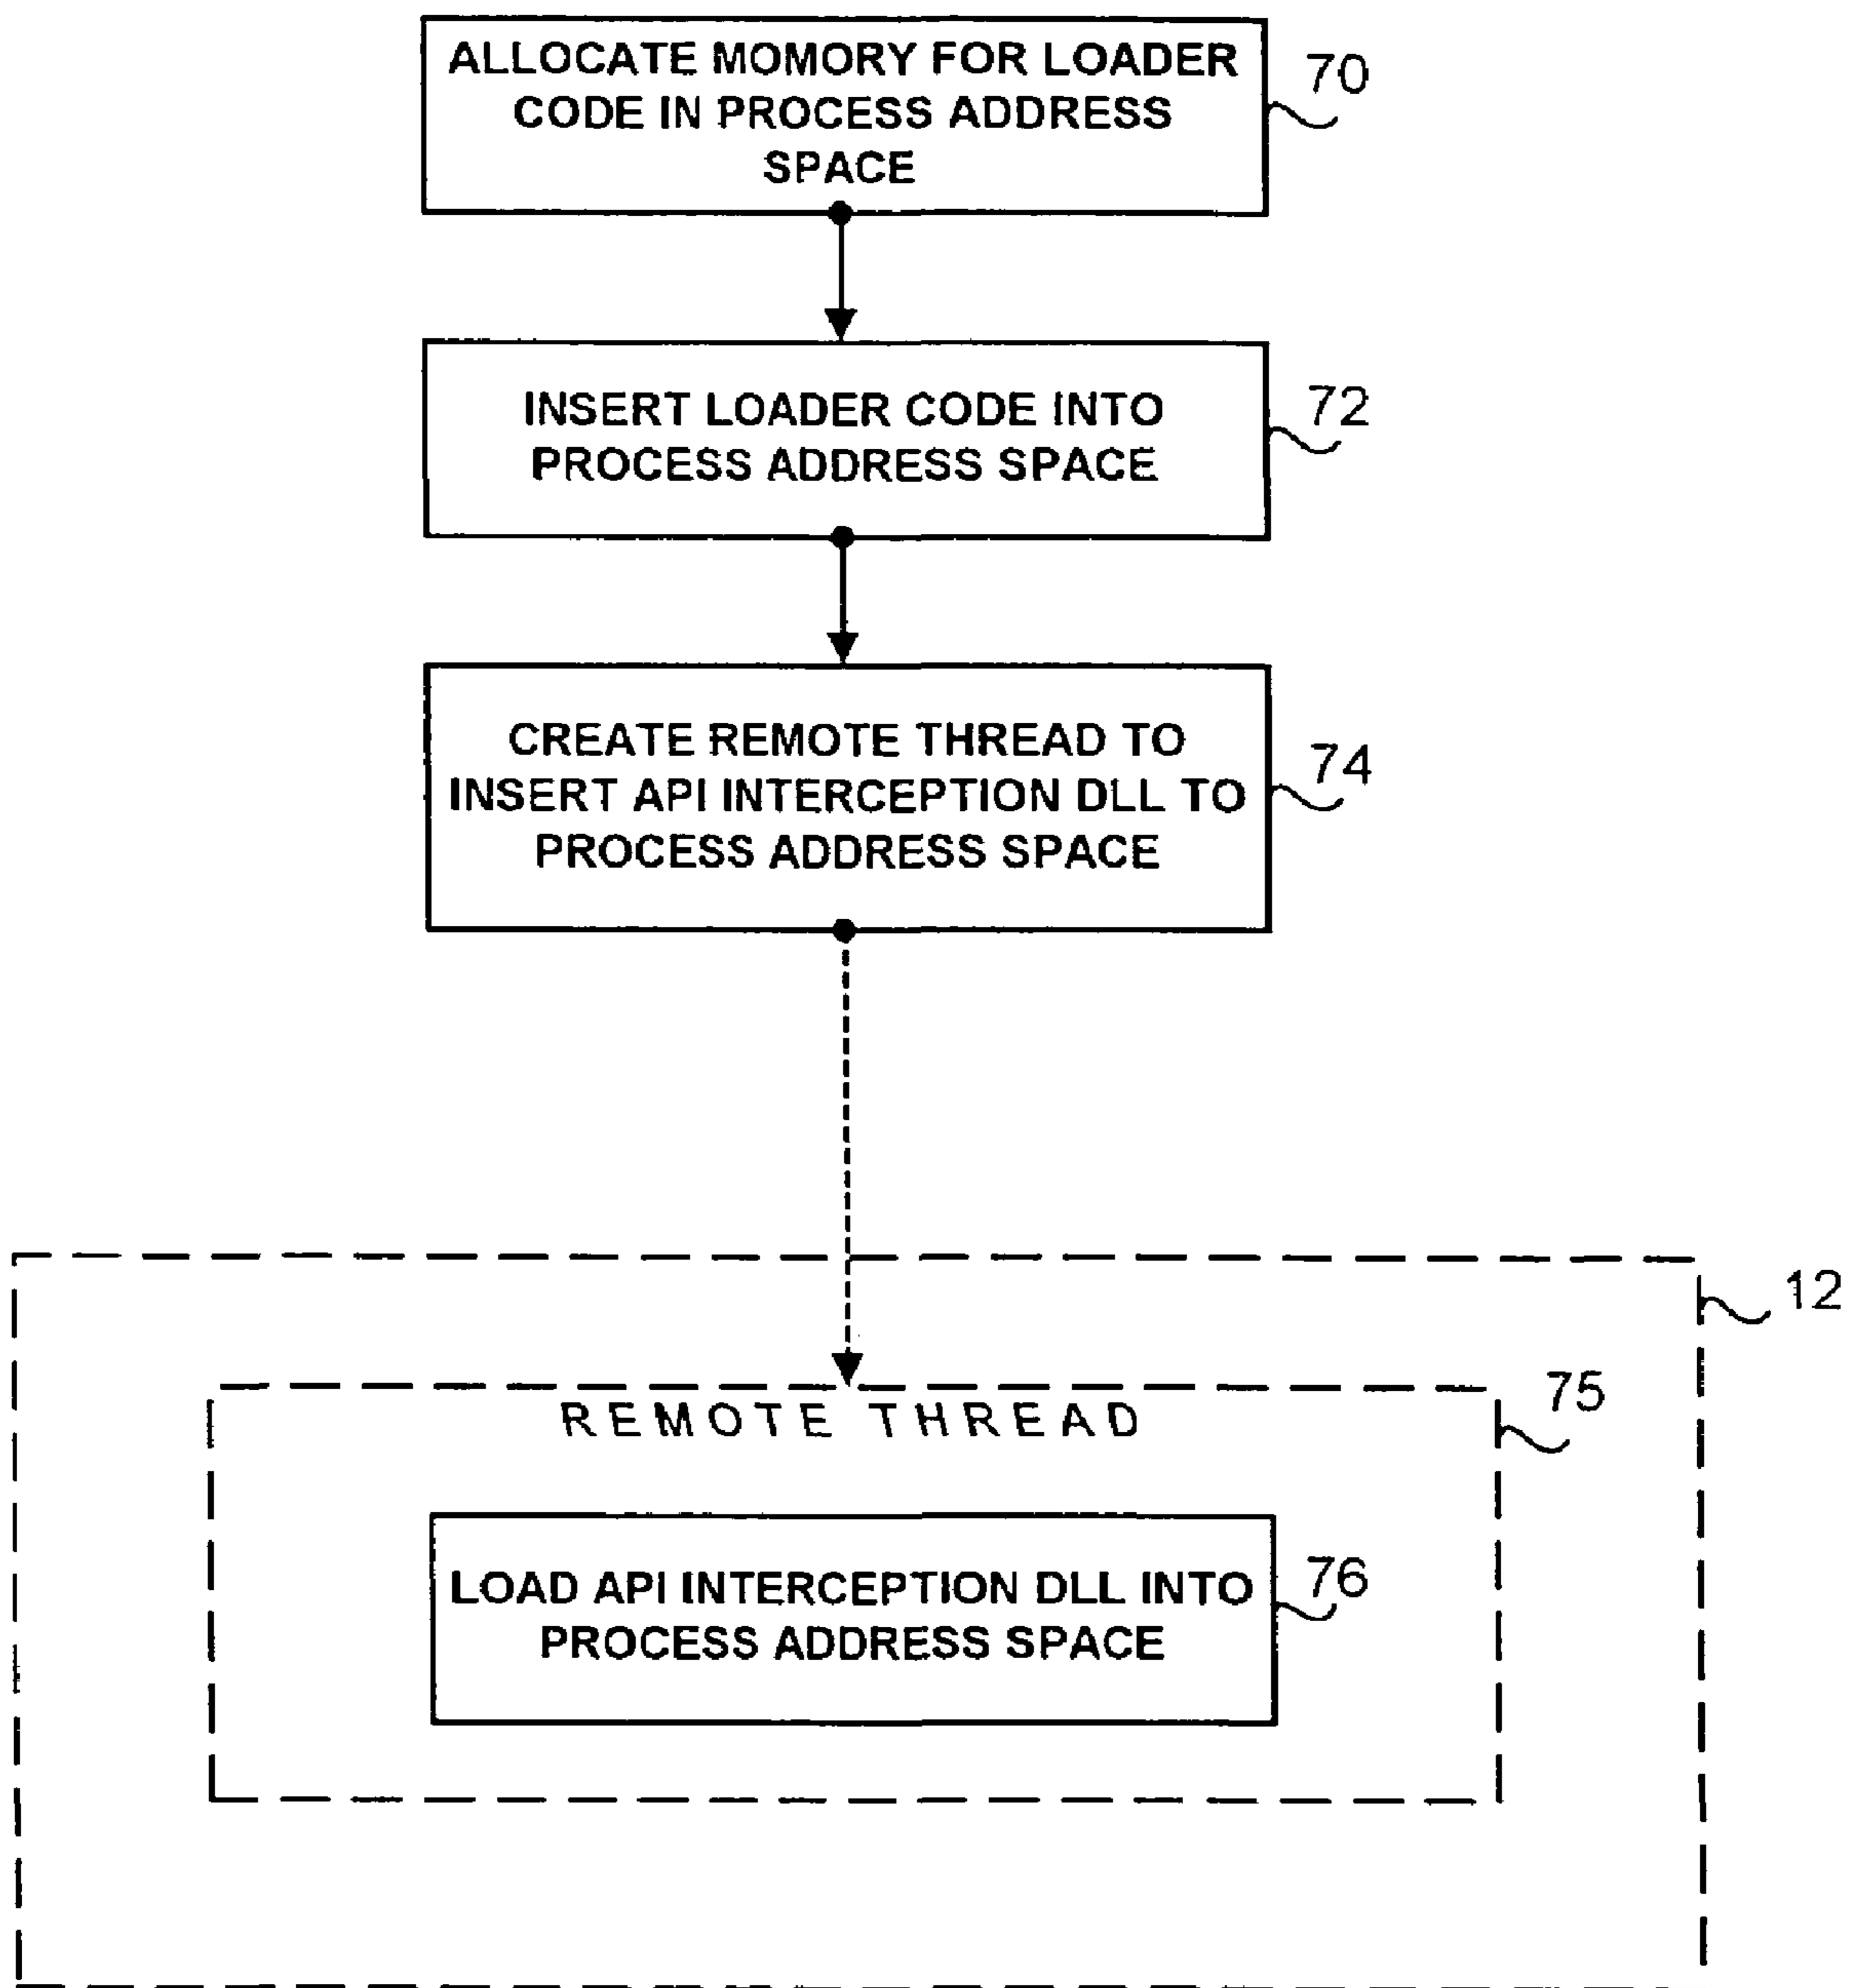 ALLOCATE MOMORY FOR LOADER
CODE IN PROCESS ADDRESS
SPACE
70
INSERT LOADER CODE INTO
PROCESS ADDRESS SPACE
72
CREATE REMOTE THREAD TO
INSERT API INTERCEPTION DLL TO
PROCESS ADDRESS SPACE
74
12
75
REMOTE THREAD
LOAD API INTERCEPTION DLL INTO
PROCESS ADDRESS SPACE
76